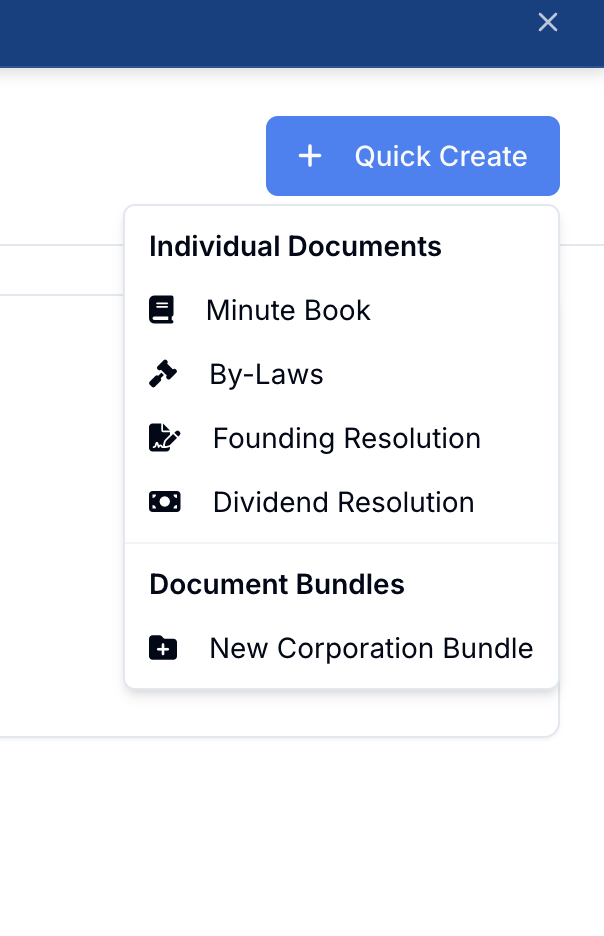 Quick Create
Individual Documents
Minute Book
By-Laws
Founding Resolution
Dividend Resolution
Document Bundles
New Corporation Bundle